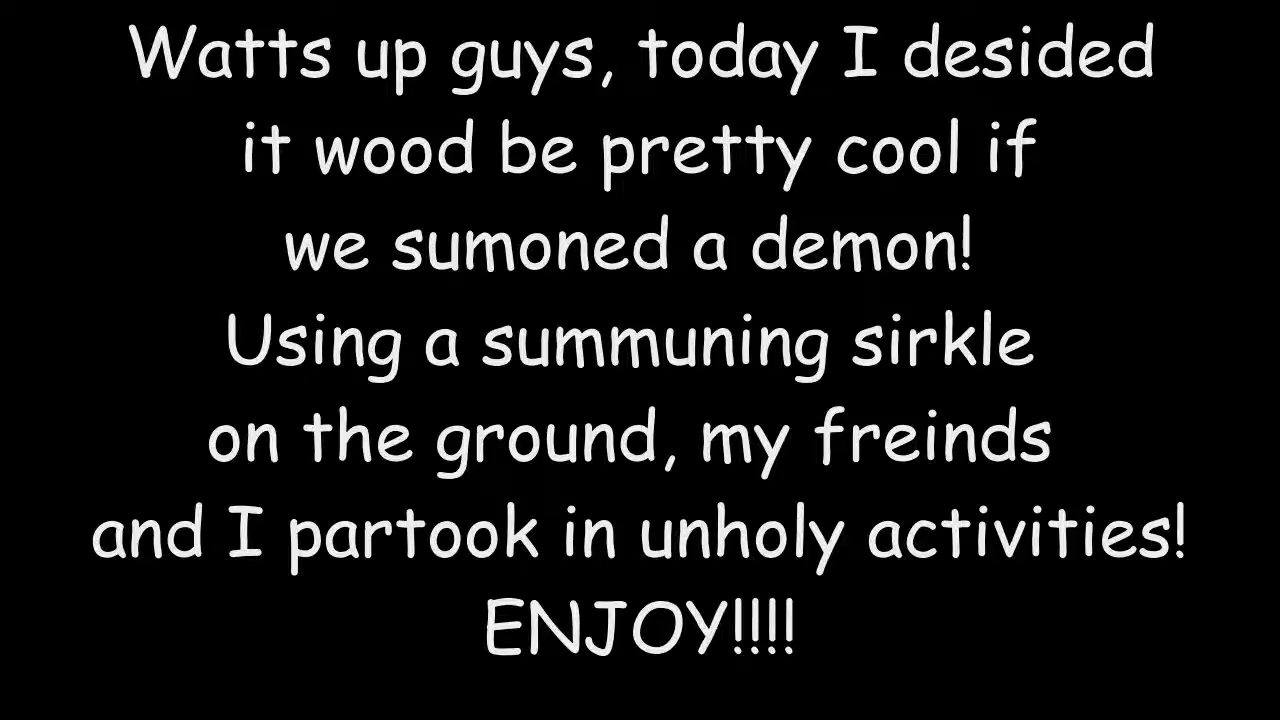 Watts up guys, today I desided
it wood be pretty cool if
we sumoned a demon!
Using a summuning sirkle
on the ground, my freinds
and I partook in unholy activities!
ENJOY!!!!